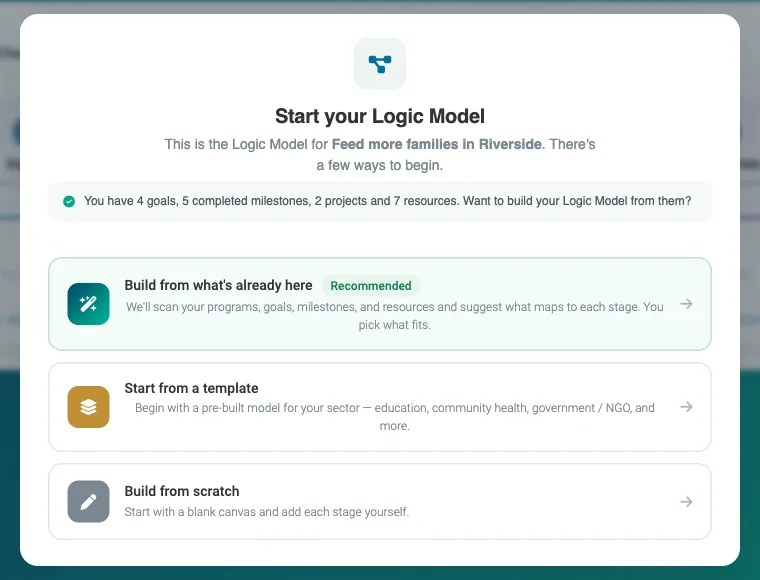 Start your Logic Model
This is the Logic Model for Feed more families in Riverside. There's
a few ways to begin.
You have 4 goals, 5 completed milestones, 2 projects and 7 resources. Want to build your Logic Model from them?
Build from what's already here Recommended
We'll scan your programs, goals, milestones, and resources and suggest what maps to each stage. You
pick what fits.
Start from a template
Begin with a pre-built model for your sector — education, community health, government / NGO, and
more.
Build from scratch
Start with a blank canvas and add each stage yourself.